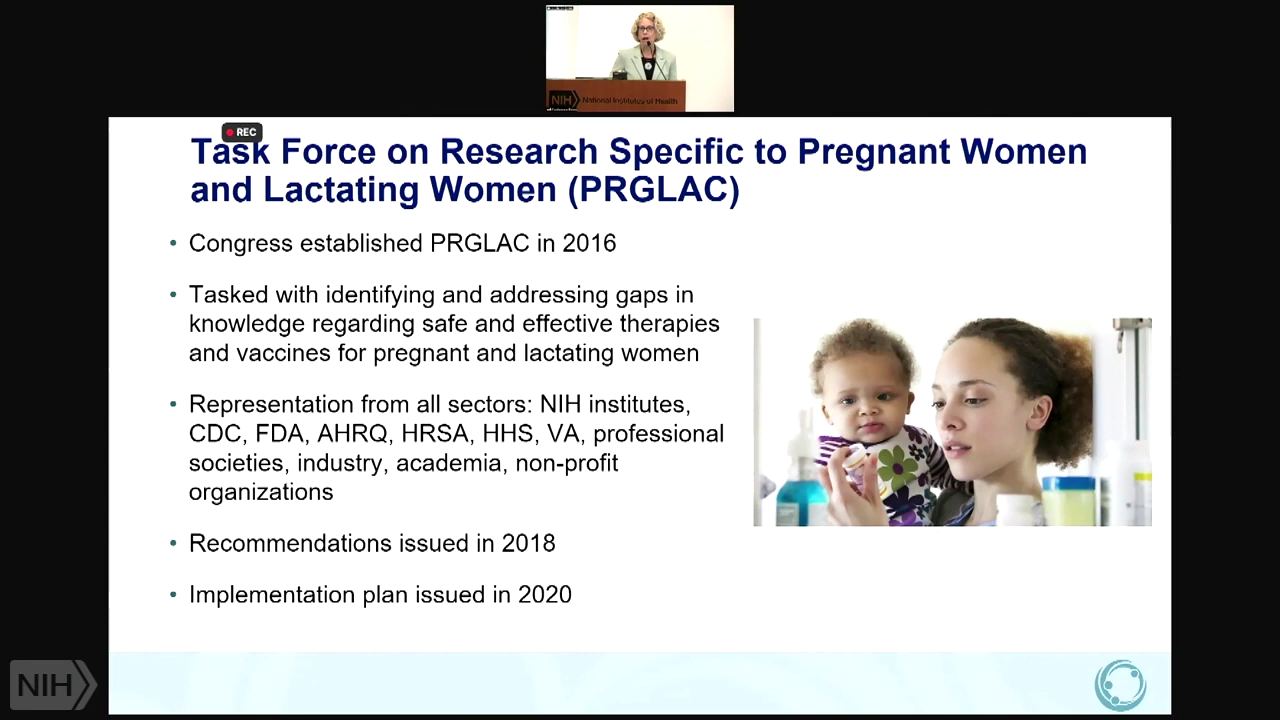 NIH National Institutes of Health
REC
Task Force on Research Specific to Pregnant Women
and Lactating Women (PRGLAC)
• Congress established PRGLAC in 2016
• Tasked with identifying and addressing gaps in
knowledge regarding safe and effective therapies
and vaccines for pregnant and lactating women
• Representation from all sectors: NIH institutes,
CDC, FDA, AHRQ, HRSA, HHS, VA, professional
societies, industry, academia, non-profit
organizations
• Recommendations issued in 2018
• Implementation plan issued in 2020
NIH